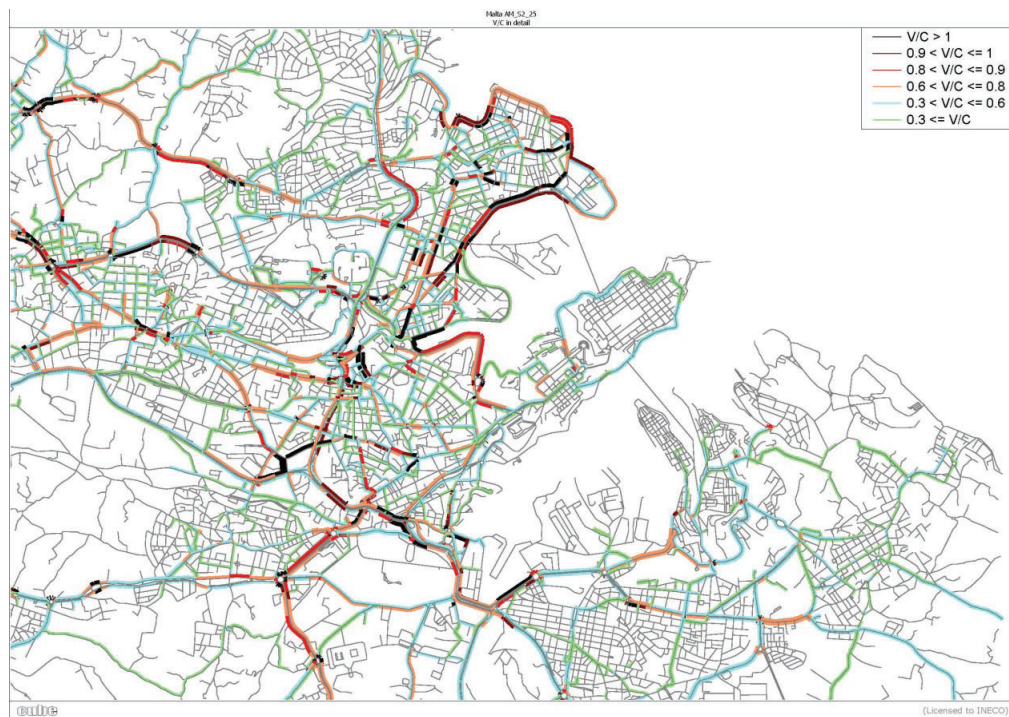 Malta AM_S2_25
V/C in detail
V/C > 1
0.9 < V/C <= 1
0.8 < V/C <= 0.9
0.6 < V/C <= 0.8
0.3 < V/C <= 0.6
0.3 <= V/C
cube
(Licensed to INECO)